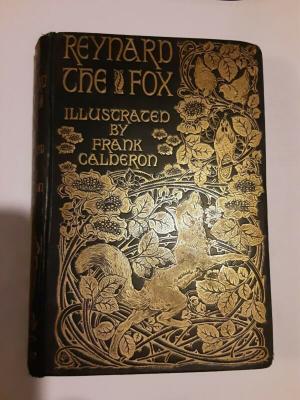 REYNARD
THE FOX
ILLUSTRATED
BY
FRANK
CALDERON